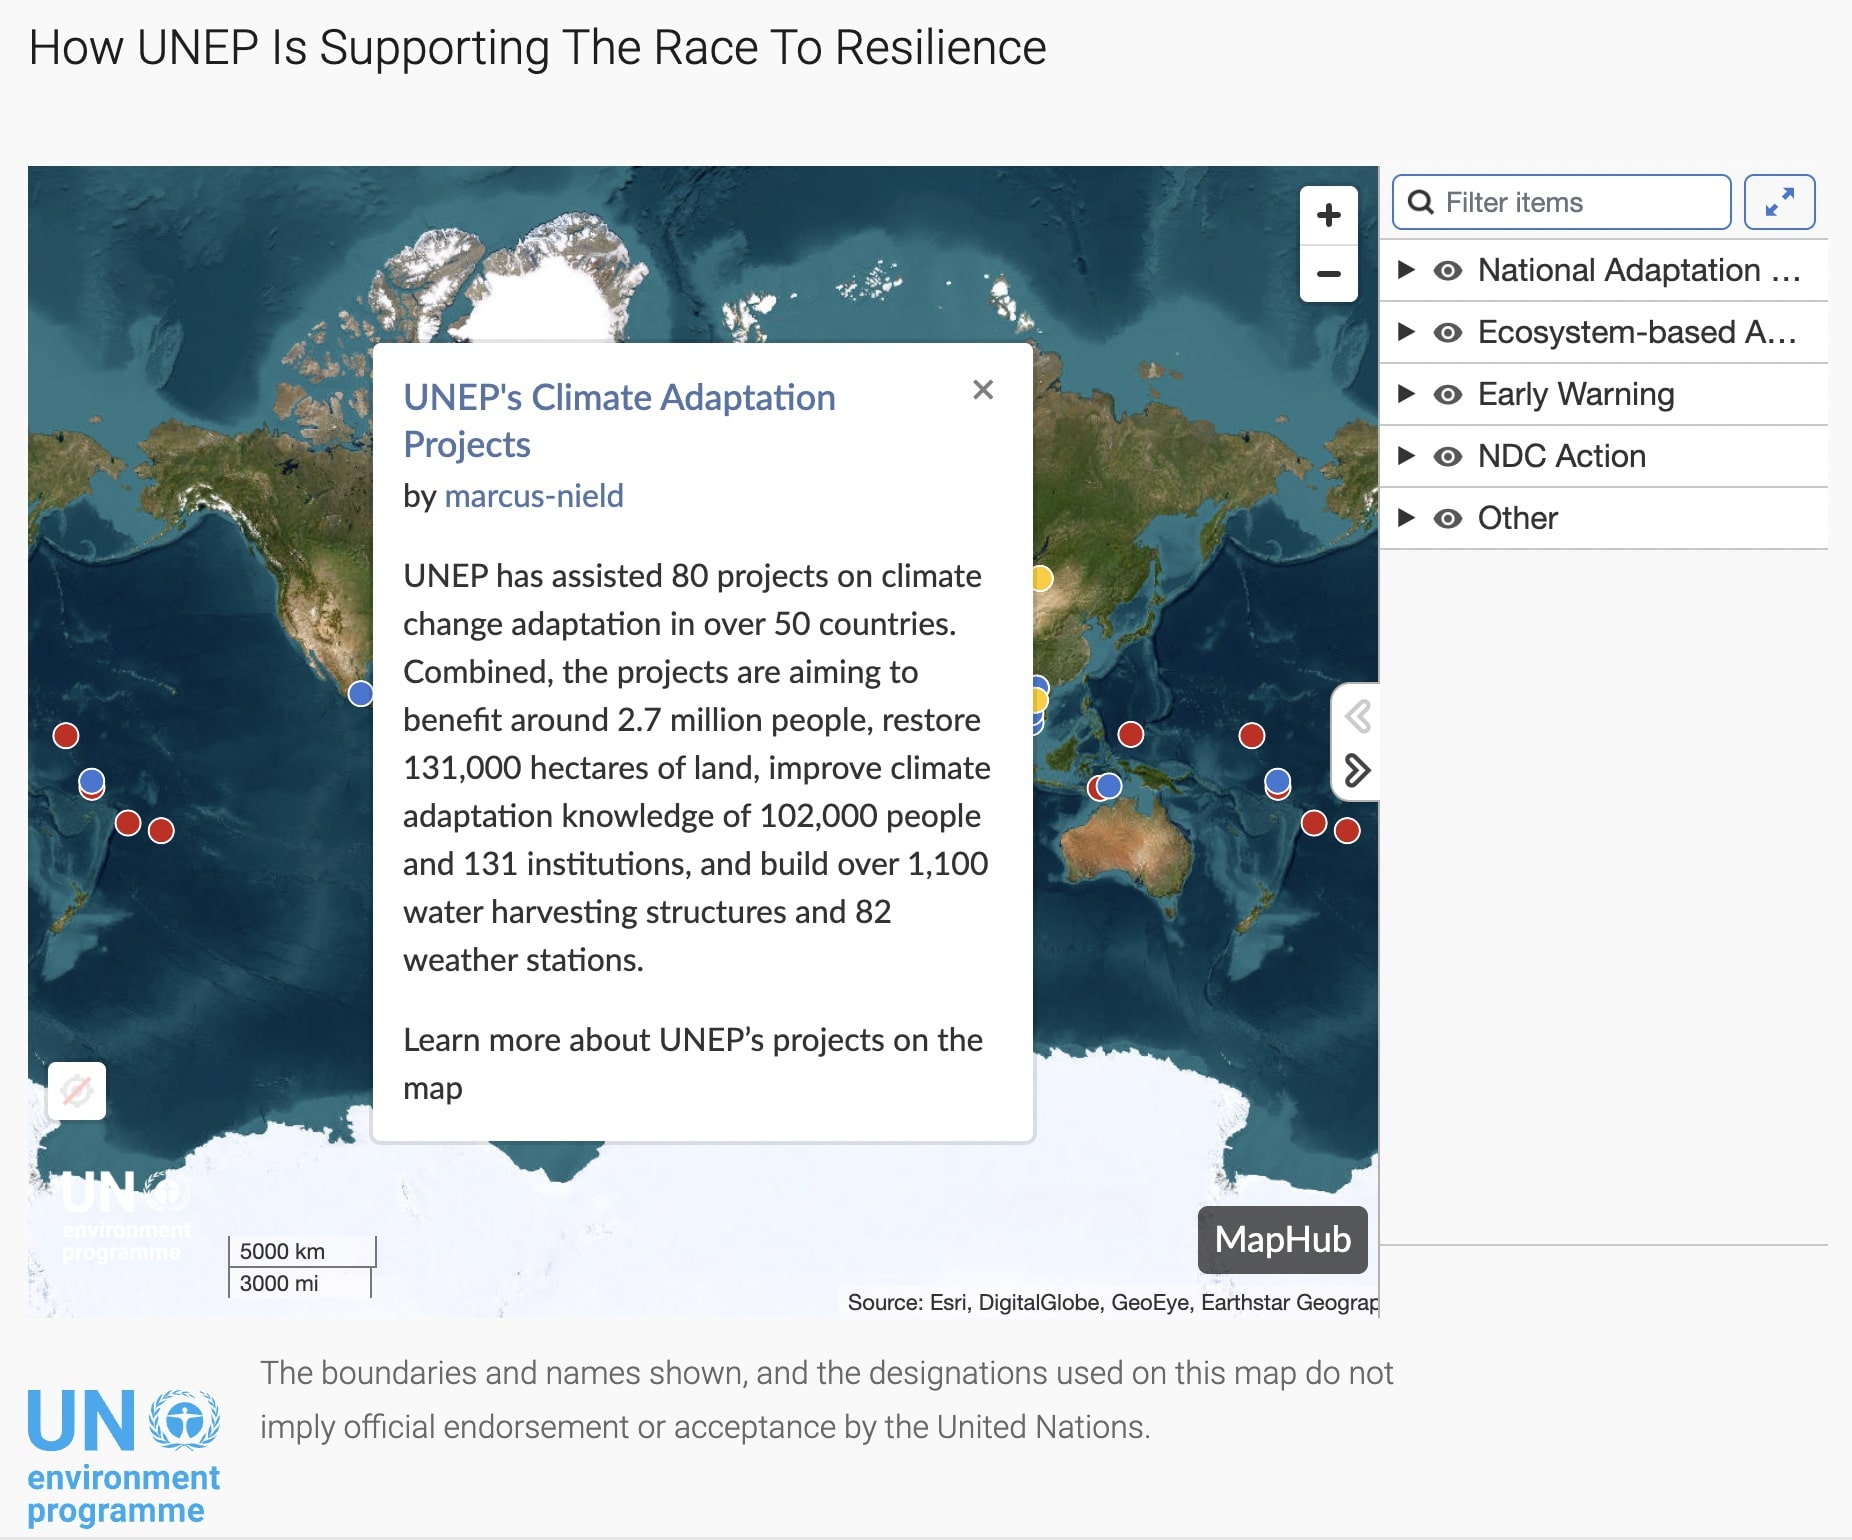 How UNEP Is Supporting The Race To Resilience
Filter items
National Adaptation ...
Ecosystem-based A...
Early Warning
NDC Action
Other
UNEP's Climate Adaptation
Projects
by marcus-nield
UNEP has assisted 80 projects on climate
change adaptation in over 50 countries.
Combined, the projects are aiming to
benefit around 2.7 million people, restore
131,000 hectares of land, improve climate
adaptation knowledge of 102,000 people
and 131 institutions, and build over 1,100
water harvesting structures and 82
weather stations.
Learn more about UNEP’s projects on the
map
UN
environment
programme
5000 km
3000 mi
MapHub
Source: Esri, DigitalGlobe, GeoEye, Earthstar Geograp
The boundaries and names shown, and the designations used on this map do not
imply official endorsement or acceptance by the United Nations.
UN
environment
programme